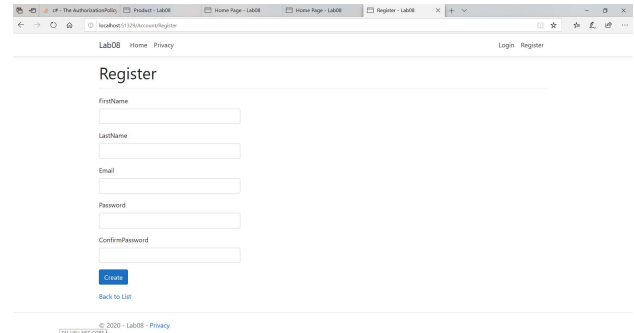 c# - The AuthorizationPolicy
Product - Lab08
Home Page - Lab08
Home Page - Lab08
Register - Lab08
localhost:51329/Account/Register
Lab08 Home Privacy
Login Register
Register
FirstName
LastName
Email
Password
ConfirmPassword
Create
Back to List
© 2020 - Lab08 - Privacy